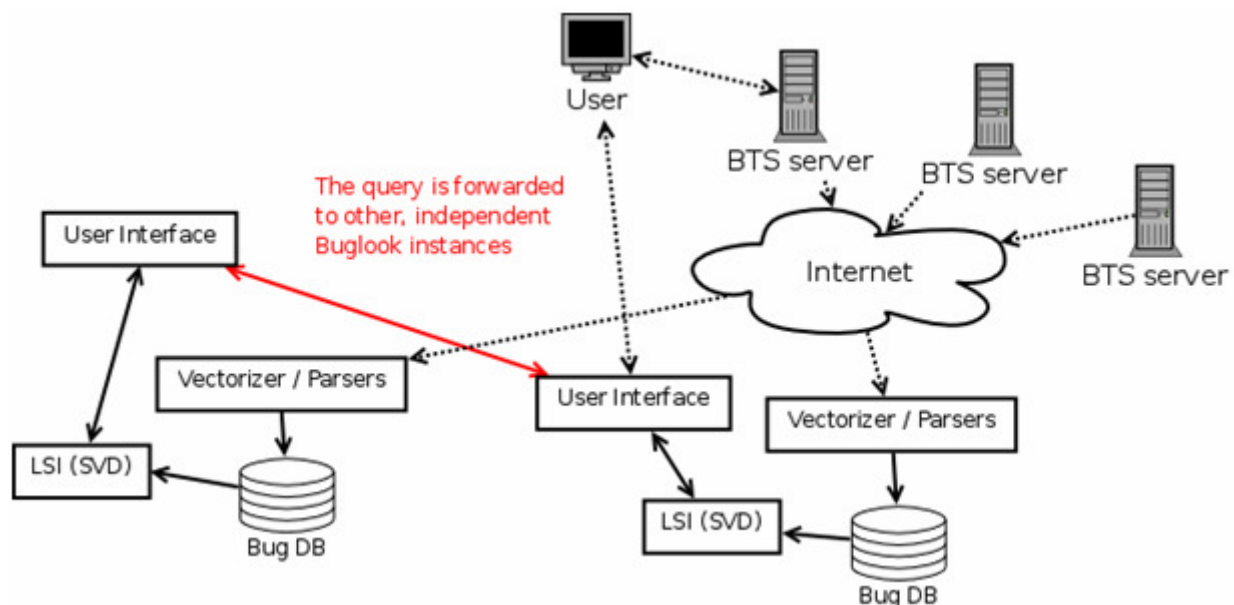 User
BTS server
BTS server
BTS server
The query is forwarded
to other, independent
Buglook instances
User Interface
Internet
Vectorizer / Parsers
User Interface
Vectorizer / Parsers
LSI (SVD)
Bug DB
LSI (SVD)
Bug DB